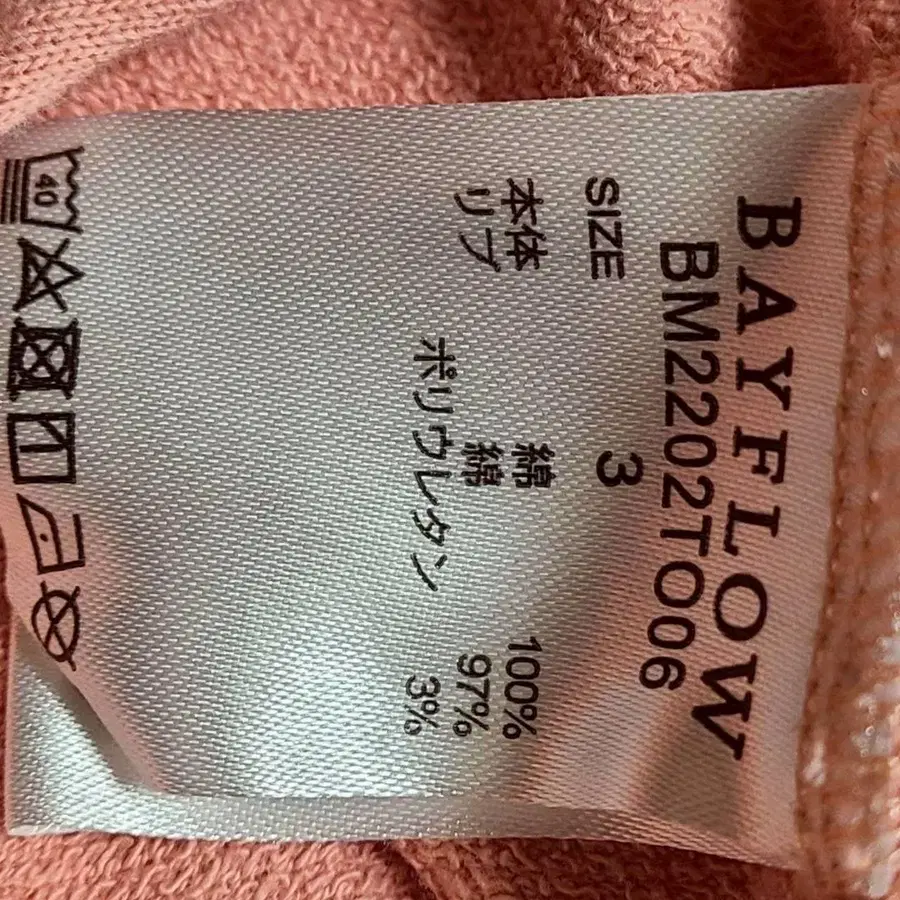 BAYFLOW
BM2202TO06
SIZE 3
本体 綿 100%
リブ 綿 97%
ポリウレタン 3%
40